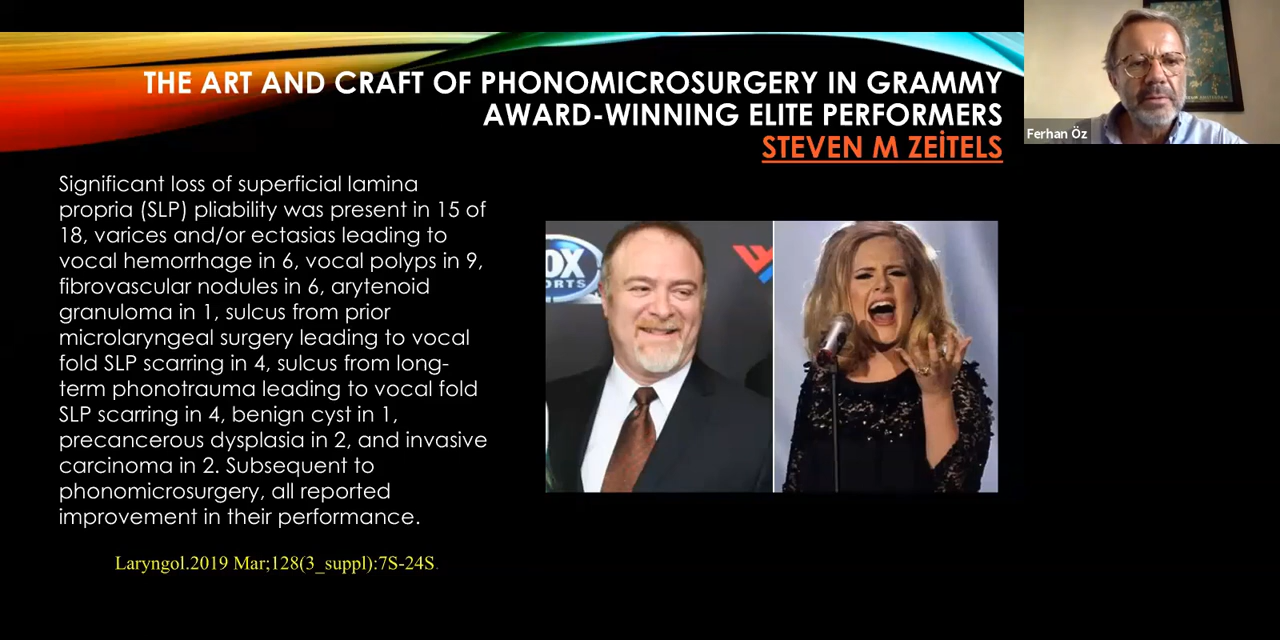 THE ART AND CRAFT OF PHONOMICROSURGERY IN GRAMMY
AWARD-WINNING ELITE PERFORMERS
STEVEN M ZEİTELS
Significant loss of superficial lamina
propria (SLP) pliability was present in 15 of
18, varices and/or ectasias leading to
vocal hemorrhage in 6, vocal polyps in 9,
fibrovascular nodules in 6, arytenoid
granuloma in 1, sulcus from prior
microlaryngeal surgery leading to vocal
fold SLP scarring in 4, sulcus from long-
term phonotrauma leading to vocal fold
SLP scarring in 4, benign cyst in 1,
precancerous dysplasia in 2, and invasive
carcinoma in 2. Subsequent to
phonomicrosurgery, all reported
improvement in their performance.
Laryngol.2019 Mar;128(3_suppl):7S-24S.
OX
ORTS
Ferhan Öz